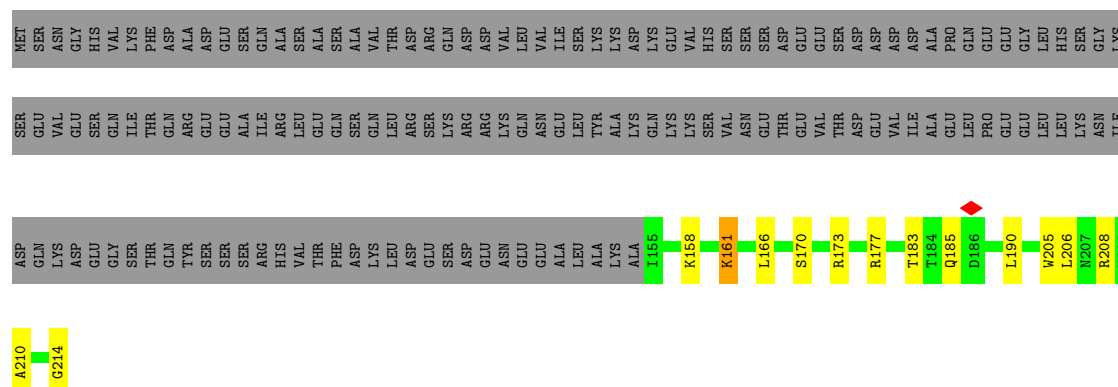 MET SER ASN GLY HIS VAL LYS PHE ASP ALA ASP GLU SER GLN ALA SER ALA SER ALA VAL THR ASP ARG GLN ASP ASP VAL LEU VAL ILE SER LYS LYS ASP LYS GLU VAL HIS SER SER SER ASP GLU GLU SER ASP ASP ASP ASP ALA PRO GLN GLU GLU GLY LEU HIS SER GLY LYS
SER GLU VAL GLU SER GLN ILE THR GLN ARG GLU GLU ALA ILE ARG LEU GLU GLN SER GLN LEU ARG SER LYS ARG ARG LYS GLN ASN GLU LEU TYR ALA LYS GLN LYS LYS SER VAL ASN GLU THR GLU VAL THR ASP GLU VAL ILE ALA GLU LEU PRO GLU GLU LEU LEU LYS ASN ILE
ASP GLN LYS ASP GLU GLY SER THR GLN TYR SER SER SER ARG HIS VAL THR PHE ASP LYS LEU ASP GLU SER ASP GLU ASN GLU GLU ALA LEU ALA LYS ALA I155 K158 K161 L166 S170 R173 R177 T183 T184 Q185 D186 L190 W205 L206 N207 R208
A210 G214